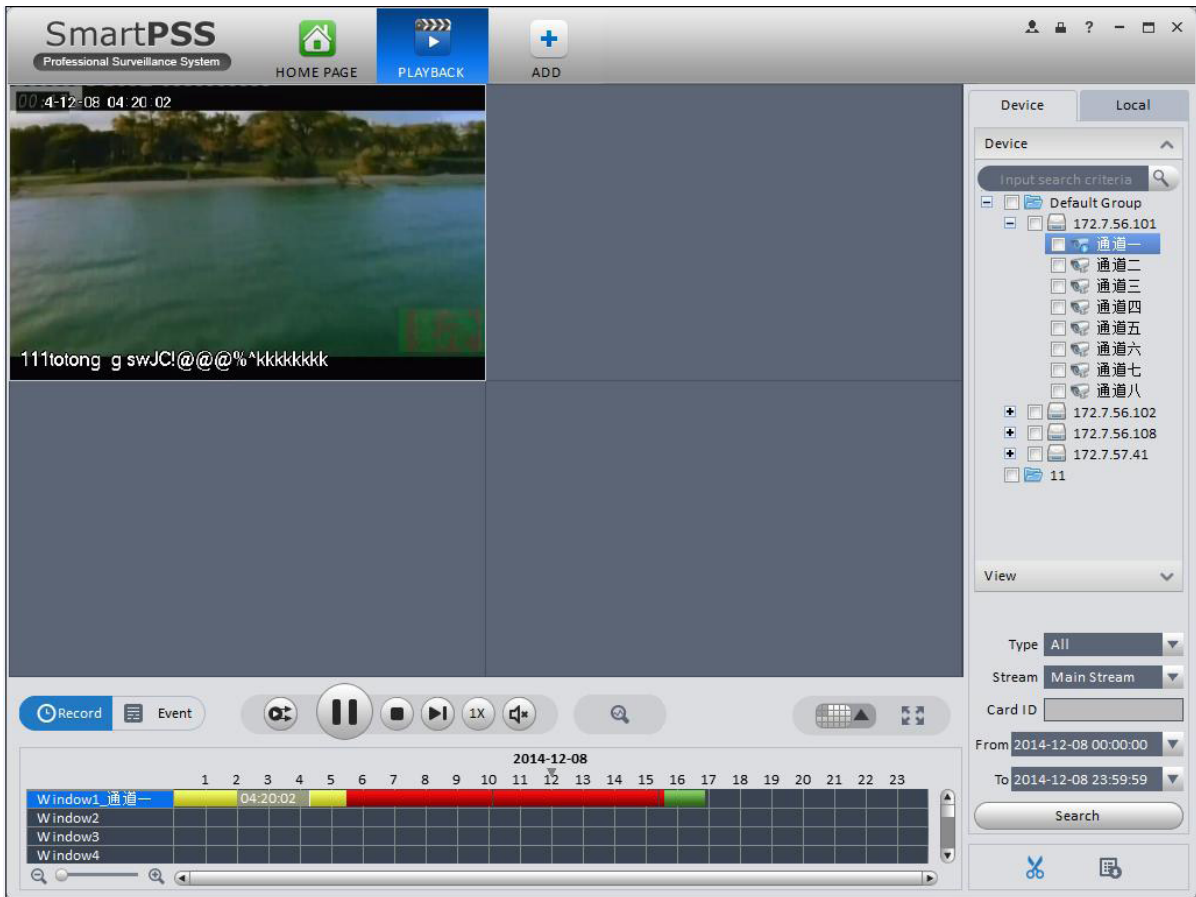 SmartPSS
Professional Surveillance System
HOME PAGE
PLAYBACK
ADD
?
4-12-08 04:20:02
111totong g swJC!@@@%^kkkkkkkk
Device
Local
Device
Input search criteria
Default Group
172.7.56.101
通道一
通道二
通道三
通道四
通道五
通道六
通道七
通道八
172.7.56.102
172.7.56.108
172.7.57.41
11
View
Type All
Stream Main Stream
Card ID
From 2014-12-08 00:00:00
To 2014-12-08 23:59:59
Search
Record
Event
1X
2014-12-08
1 2 3 4 5 6 7 8 9 10 11 12 13 14 15 16 17 18 19 20 21 22 23
Window1_通道一 04:20:02
Window2
Window3
Window4